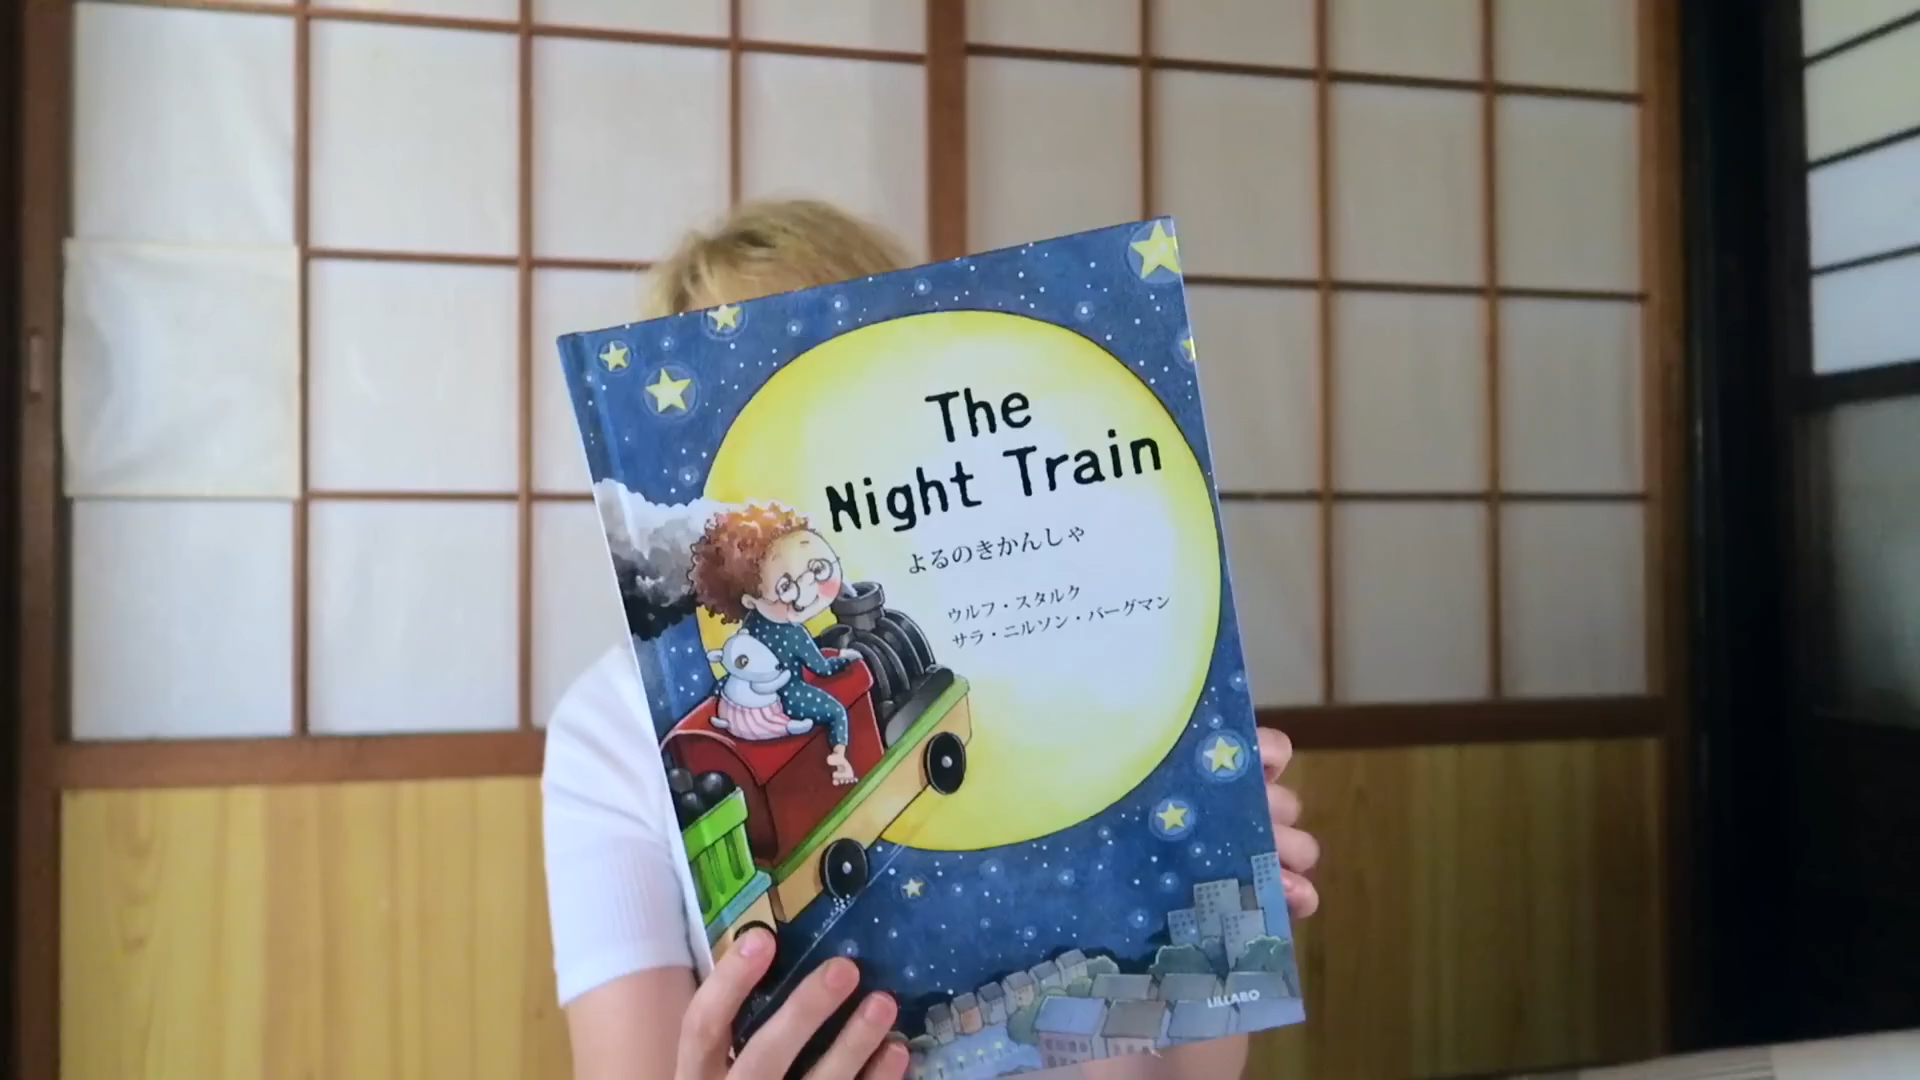 The
Night Train
よるのきかんしゃ
ウルフ・スタルク
サラ・ニルソン・バーグマン
LILLABO